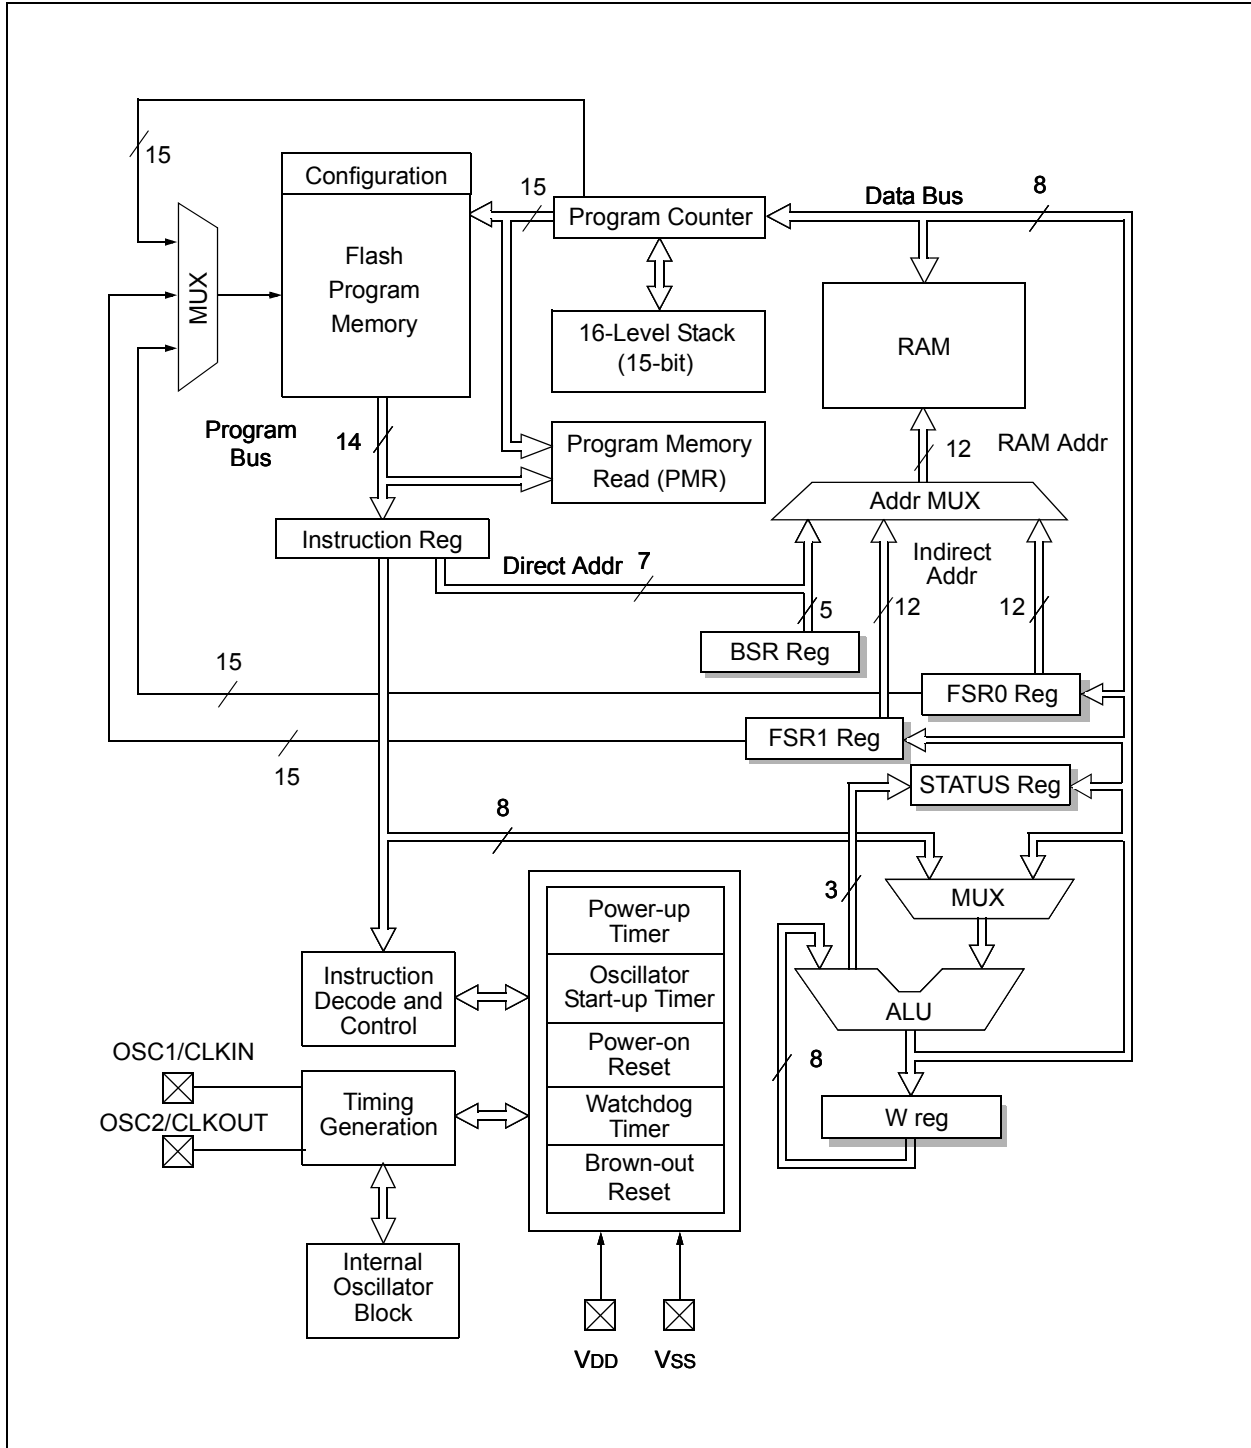 15
Configuration
Flash
Program
Memory
MUX
15
Program Counter
Data Bus
8
16-Level Stack
(15-bit)
RAM
Program
Bus
14
Program Memory
Read (PMR)
12
RAM Addr
Addr MUX
Instruction Reg
Direct Addr
7
Indirect
Addr
5
12
12
BSR Reg
15
FSR0 Reg
FSR1 Reg
15
STATUS Reg
8
3
MUX
Power-up
Timer
Oscillator
Start-up Timer
Power-on
Reset
Watchdog
Timer
Brown-out
Reset
Instruction
Decode and
Control
ALU
8
W reg
OSC1/CLKIN
OSC2/CLKOUT
Timing
Generation
Internal
Oscillator
Block
VDD
VSS